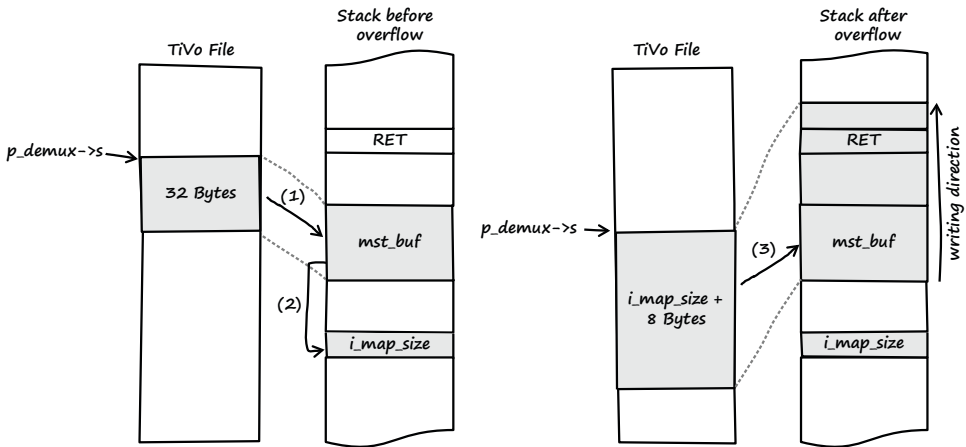 Stack before
overflow
TiVo File
RET
p_demux->s
32 Bytes
(1)
mst_buf
(2)
i_map_size
Stack after
overflow
TiVo File
RET
writing direction
p_demux->s
mst_buf
(3)
i_map_size +
8 Bytes
i_map_size